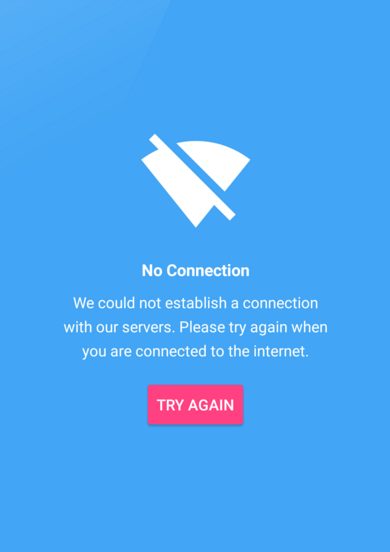 No Connection
We could not establish a connection
with our servers. Please try again when
you are connected to the internet.
TRY AGAIN